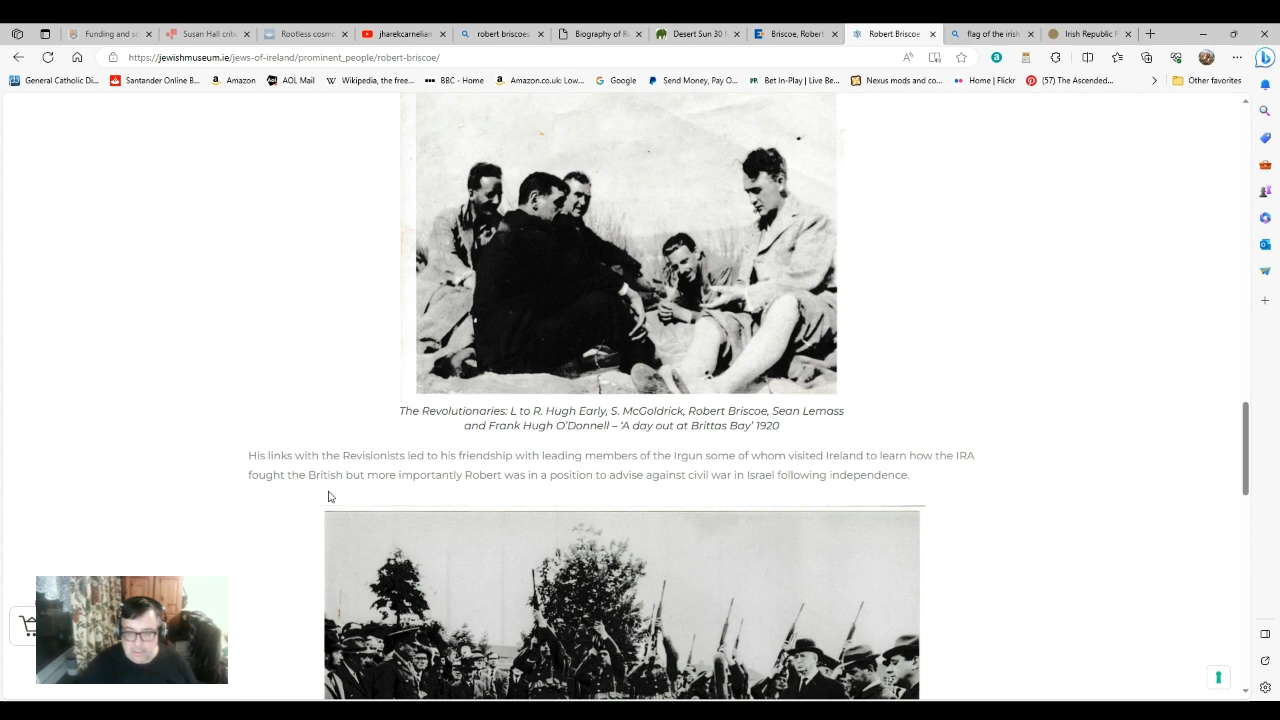 Funding and sc
Susan Hall criti
Rootless cosmo
jharekcarnelian
robert briscoes
Biography of R
Desert Sun 30 N
Briscoe, Robert
Robert Briscoe
flag of the irish
Irish Republic F
https://jewishmuseum.ie/jews-of-ireland/prominent_people/robert-briscoe/
General Catholic Di...
Santander Online B...
Amazon
AOL Mail
Wikipedia, the free...
BBC - Home
Amazon.co.uk: Low...
Google
Send Money, Pay O...
Bet In-Play | Live Be...
Nexus mods and co...
Home | Flickr
(57) The Ascended...
Other favorites
The Revolutionaries: L to R. Hugh Early, S. McGoldrick, Robert Briscoe, Sean Lemass
and Frank Hugh O'Donnell – 'A day out at Brittas Bay' 1920
His links with the Revisionists led to his friendship with leading members of the Irgun some of whom visited Ireland to learn how the IRA
fought the British but more importantly Robert was in a position to advise against civil war in Israel following independence.